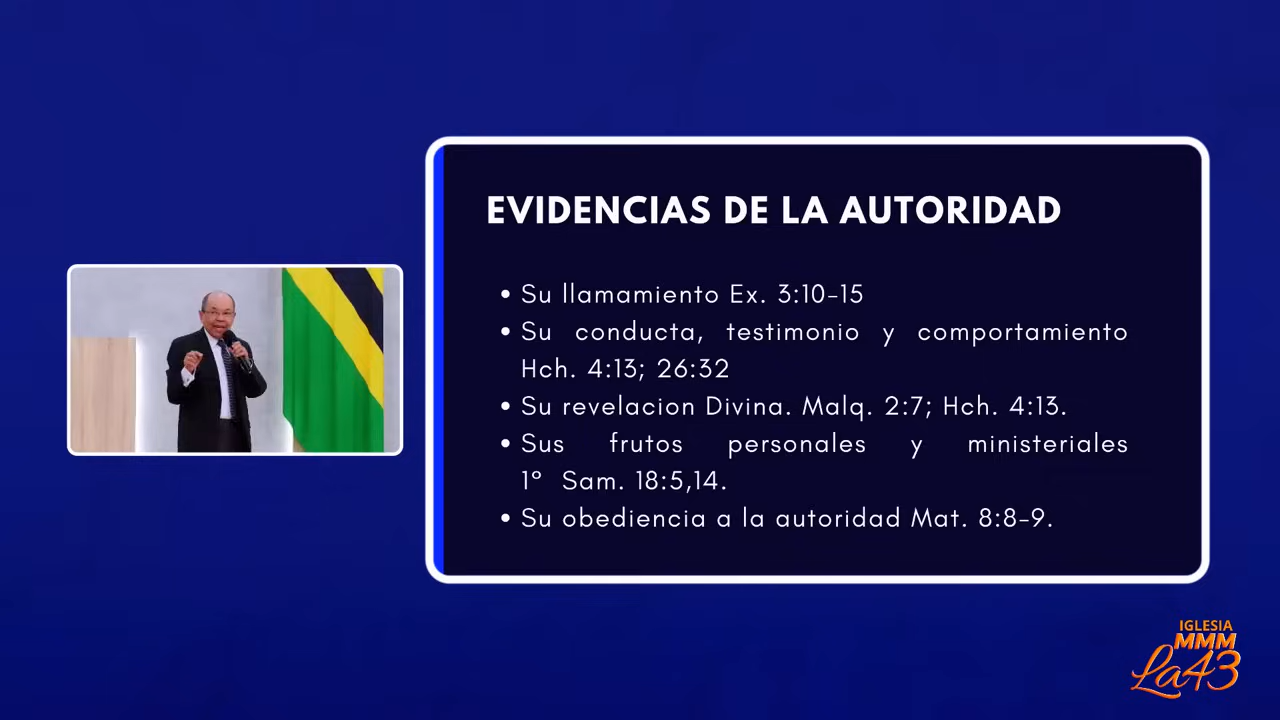 EVIDENCIAS DE LA AUTORIDAD
• Su llamamiento Ex. 3:10-15
• Su conducta, testimonio y comportamiento
Hch. 4:13; 26:32
• Su revelacion Divina. Malq. 2:7; Hch. 4:13.
• Sus frutos personales y ministeriales
1° Sam. 18:5,14.
• Su obediencia a la autoridad Mat. 8:8-9.
IGLESIA
MMM
La43